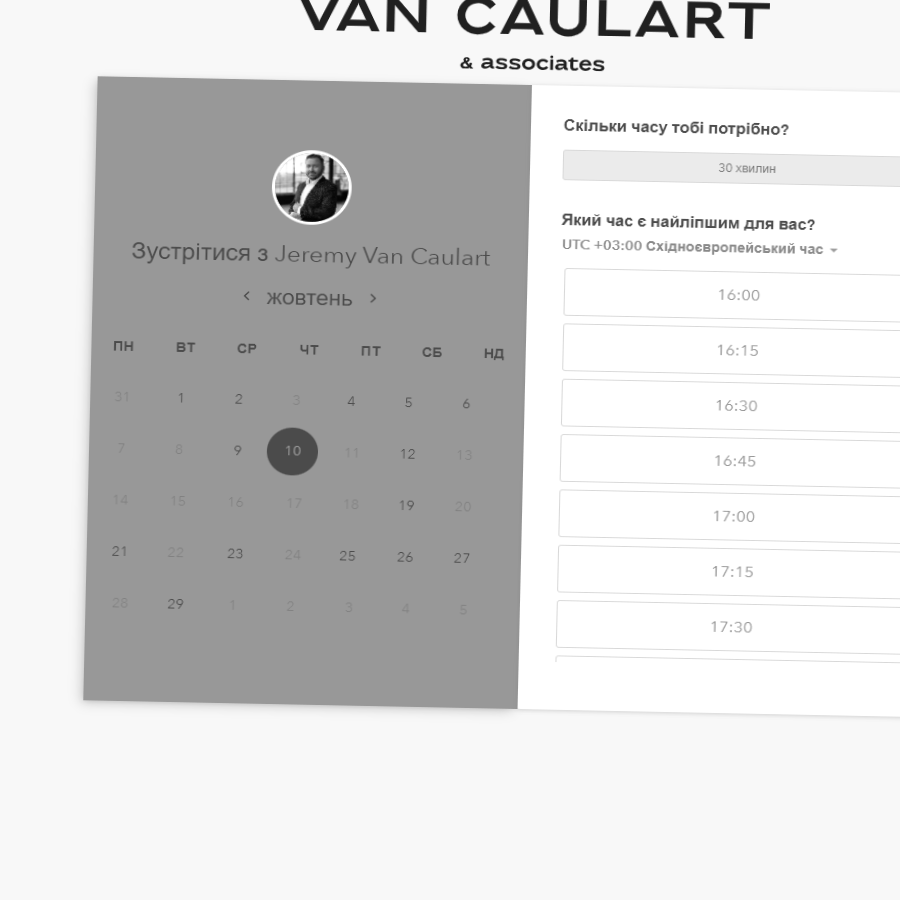 VAN CAULART
& associates
Зустрітися з Jeremy Van Caulart
жовтень
ПН ВТ СР ЧТ ПТ СБ НД
31 1 2 3 4 5 6
7 8 9 10 11 12 13
14 15 16 17 18 19 20
21 22 23 24 25 26 27
28 29 1 2 3 4 5
Скільки часу тобі потрібно?
30 хвилин
Який час є найліпшим для вас?
UTC +03:00 Східноєвропейський час
16:00
16:15
16:30
16:45
17:00
17:15
17:30